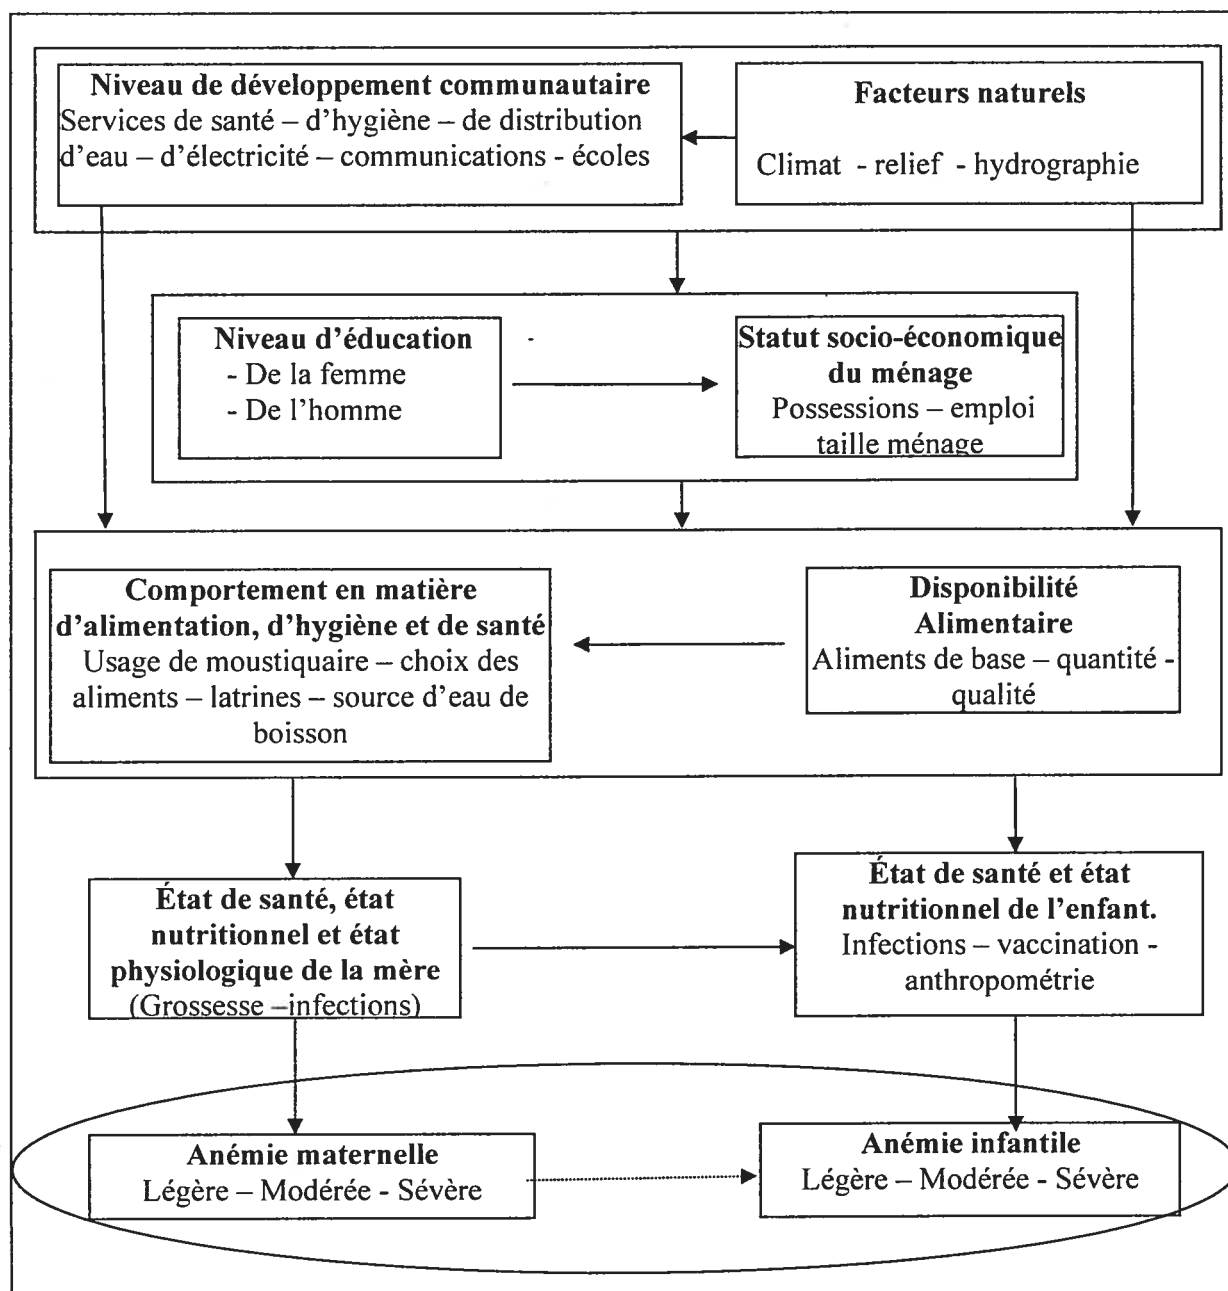 Niveau de développement communautaire
Services de santé – d’hygiène – de distribution
d’eau – d’électricité – communications - écoles
Facteurs naturels
Climat - relief - hydrographie
Niveau d’éducation
- De la femme
- De l’homme
Statut socio-économique
du ménage
Possessions – emploi
taille ménage
Comportement en matière
d’alimentation, d’hygiène et de santé
Usage de moustiquaire – choix des
aliments – latrines – source d’eau de
boisson
Disponibilité
Alimentaire
Aliments de base – quantité -
qualité
État de santé, état
nutritionnel et état
physiologique de la mère
(Grossesse –infections)
État de santé et état
nutritionnel de l’enfant.
Infections – vaccination -
anthropométrie
Anémie maternelle
Légère – Modérée - Sévère
Anémie infantile
Légère – Modérée - Sévère